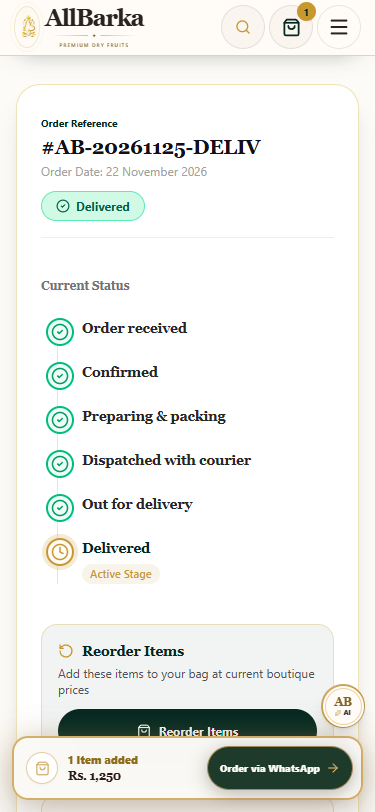 AllBarka
PREMIUM DRY FRUITS
1
Order Reference
#AB-20261125-DELIV
Order Date: 22 November 2026
Delivered
Current Status
Order received
Confirmed
Preparing & packing
Dispatched with courier
Out for delivery
Delivered
Active Stage
Reorder Items
Add these items to your bag at current boutique
prices
AB
AI
Reorder Items
1 Item added
Rs. 1,250
Order via WhatsApp